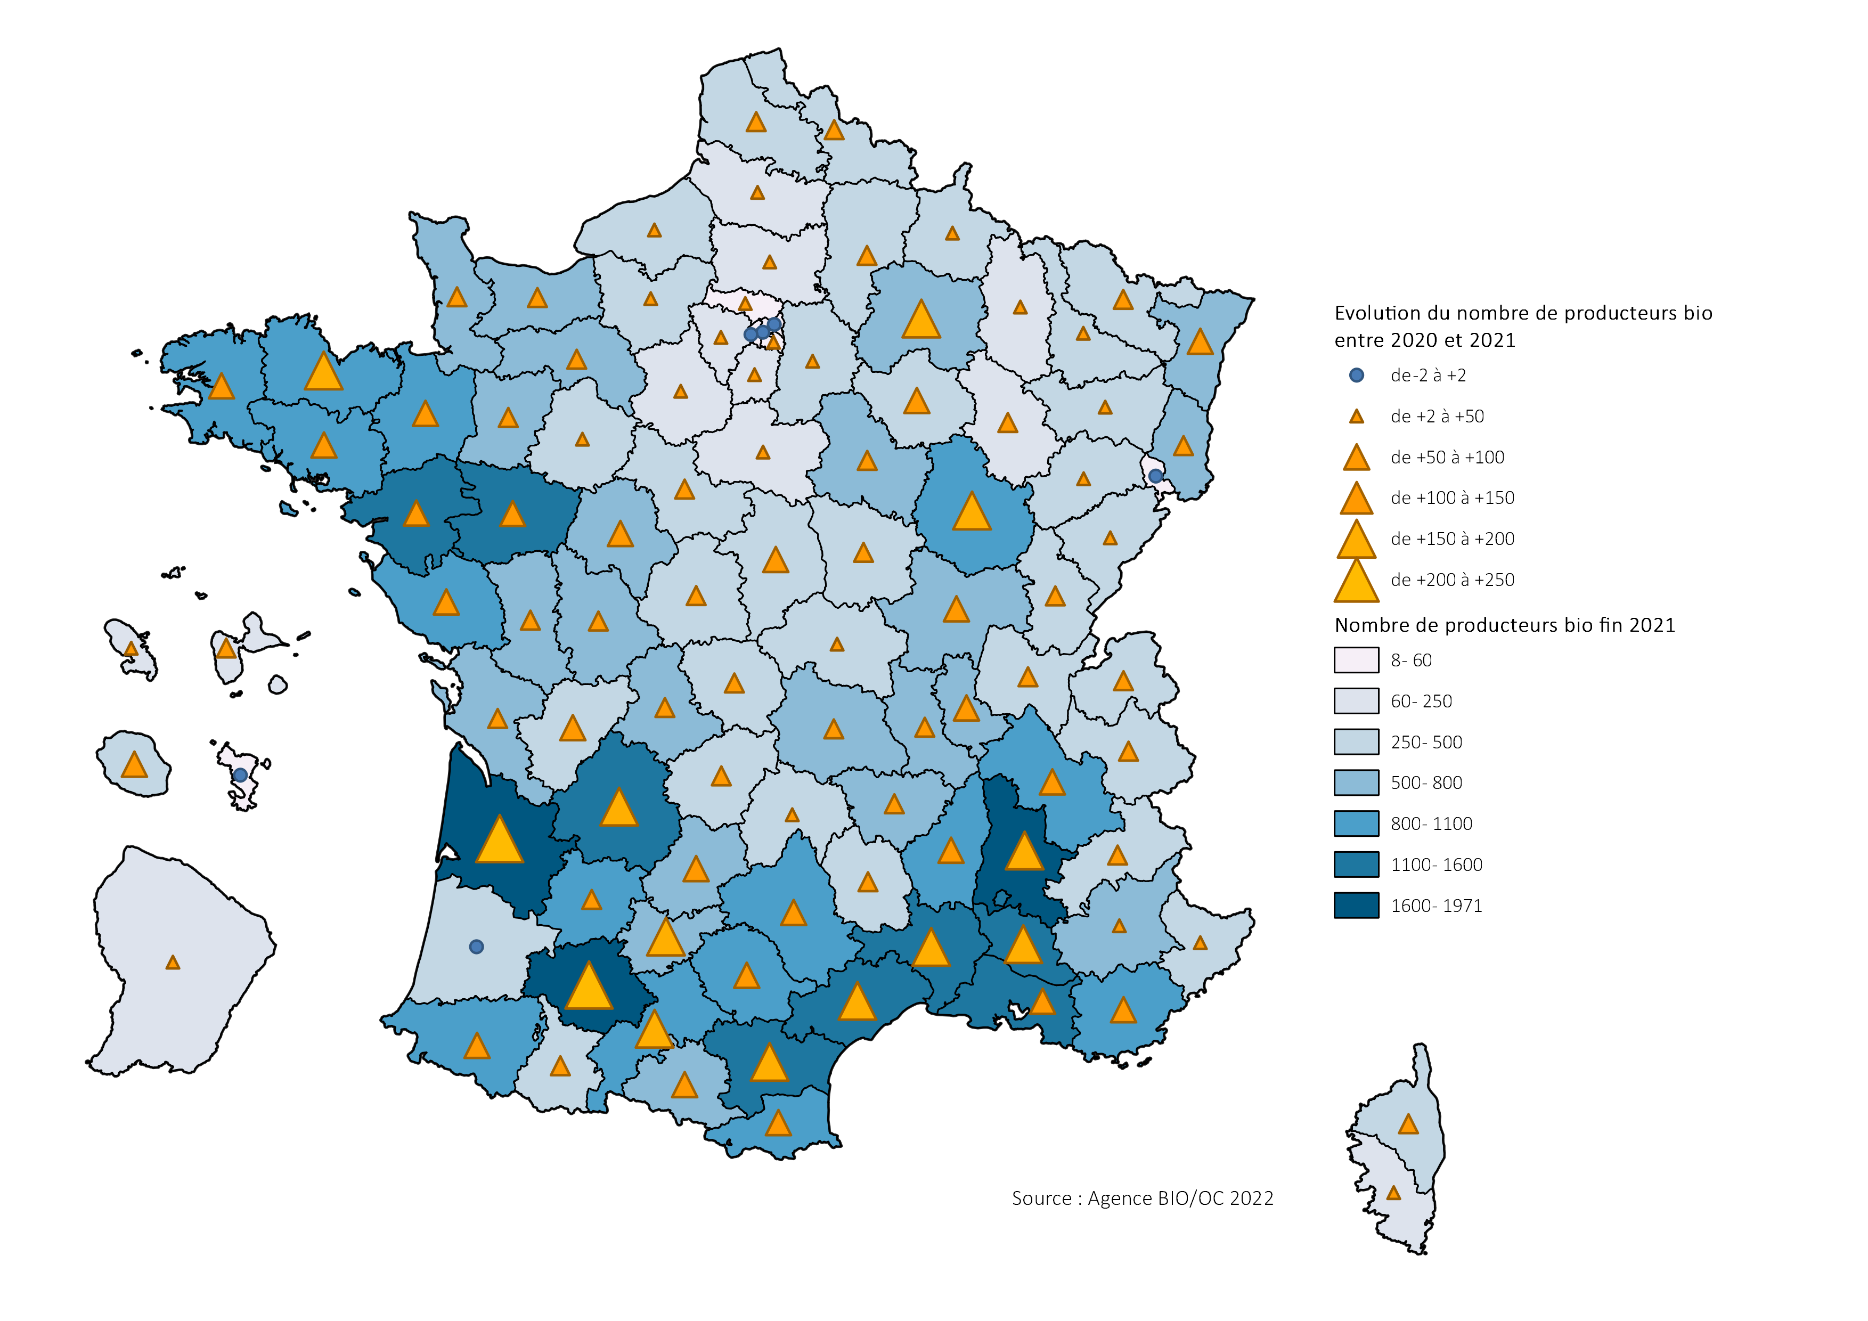 Evolution du nombre de producteurs bio
entre 2020 et 2021
de-2 à +2
de +2 à +50
de +50 à +100
de +100 à +150
de +150 à +200
de +200 à +250
Nombre de producteurs bio fin 2021
8- 60
60- 250
250- 500
500- 800
800- 1100
1100- 1600
1600- 1971
Source : Agence BIO/OC 2022